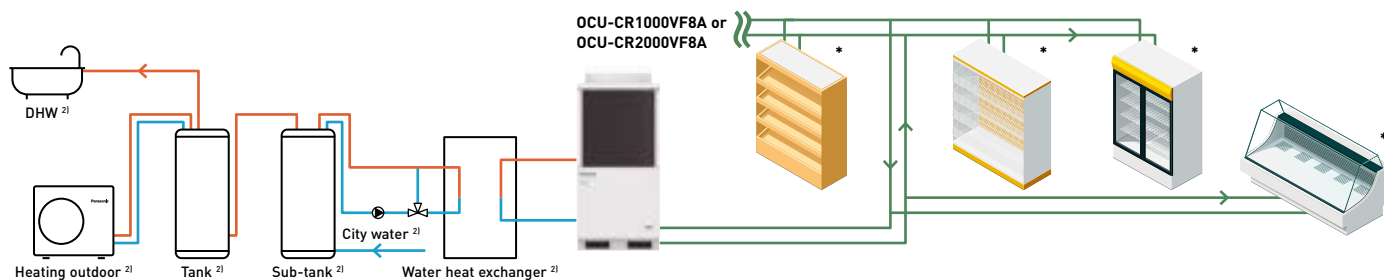 OCU-CR1000VF8A or
OCU-CR2000VF8A
*
*
*
*
DHW 2)
Panasonic
City water 2)
Heating outdoor 2)
Tank 2)
Sub-tank 2)
Water heat exchanger 2)